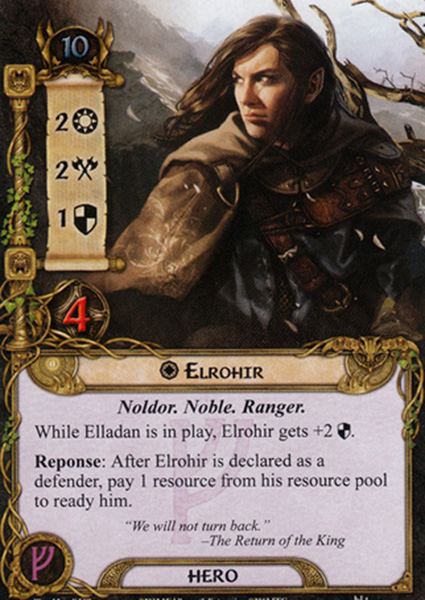 10
2
2
1
4
Elrohir
Noldor. Noble. Ranger.
While Elladan is in play, Elrohir gets +2 .
Reponse: After Elrohir is declared as a
defender, pay 1 resource from his resource pool
to ready him.
"We will not turn back."
–The Return of the King
HERO